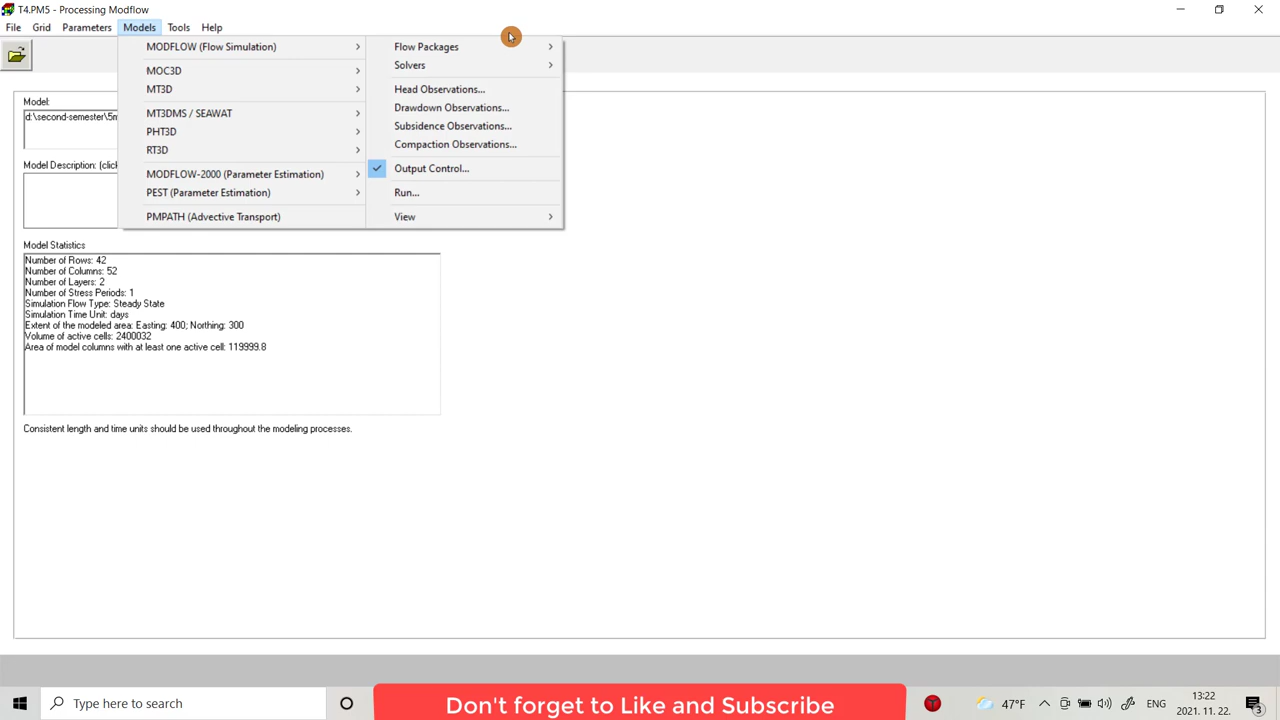 T4.PM5 - Processing Modflow
File Grid Parameters Models Tools Help
MODFLOW (Flow Simulation)
MOC3D
MT3D
MT3DMS / SEAWAT
PHT3D
RT3D
MODFLOW-2000 (Parameter Estimation)
PEST (Parameter Estimation)
PMPATH (Advective Transport)
Flow Packages
Solvers
Head Observations...
Drawdown Observations...
Subsidence Observations...
Compaction Observations...
Output Control...
Run...
View
Model:
d:\second-semester\5m
Model Description: (click
Model Statistics
Number of Rows: 42
Number of Columns: 52
Number of Layers: 2
Number of Stress Periods: 1
Simulation Flow Type: Steady State
Simulation Time Unit: days
Extent of the modeled area: Easting: 400; Northing: 300
Volume of active cells: 2400032
Area of model columns with at least one active cell: 119999.8
Consistent length and time units should be used throughout the modeling processes.
Type here to search
Don't forget to Like and Subscribe
47°F
ENG
13:22
2021. 11. 22.
3